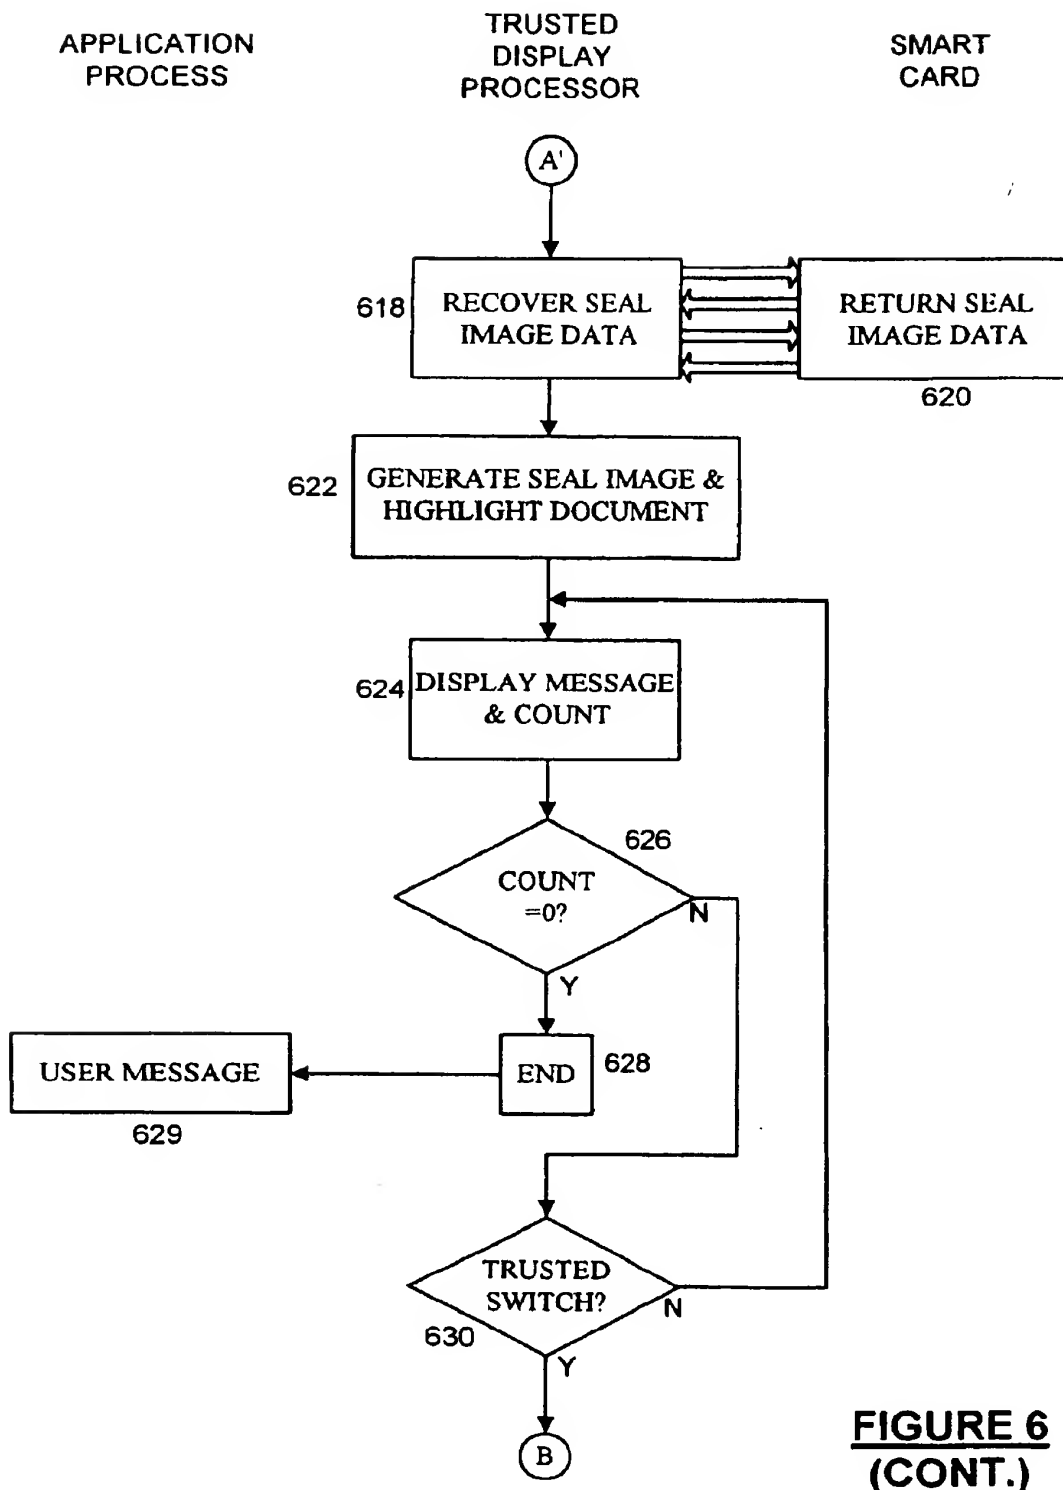 APPLICATION
PROCESS
TRUSTED
DISPLAY
PROCESSOR
SMART
CARD
A'
618
RECOVER SEAL
IMAGE DATA
RETURN SEAL
IMAGE DATA
620
622
GENERATE SEAL IMAGE &
HIGHLIGHT DOCUMENT
624
DISPLAY MESSAGE
& COUNT
626
COUNT
=0?
N
Y
USER MESSAGE
629
END
628
TRUSTED
SWITCH?
N
630
Y
B
FIGURE 6
(CONT.)